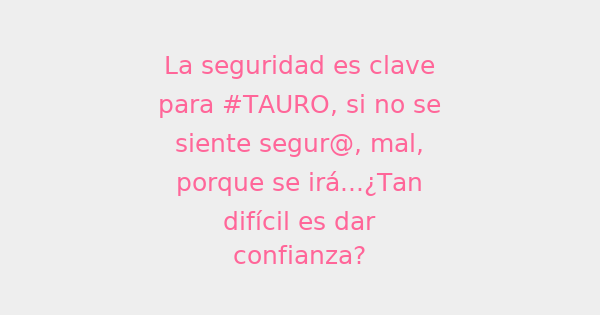 La seguridad es clave
para #TAURO, si no se
siente segur@, mal,
porque se irá...¿Tan
difícil es dar
confianza?